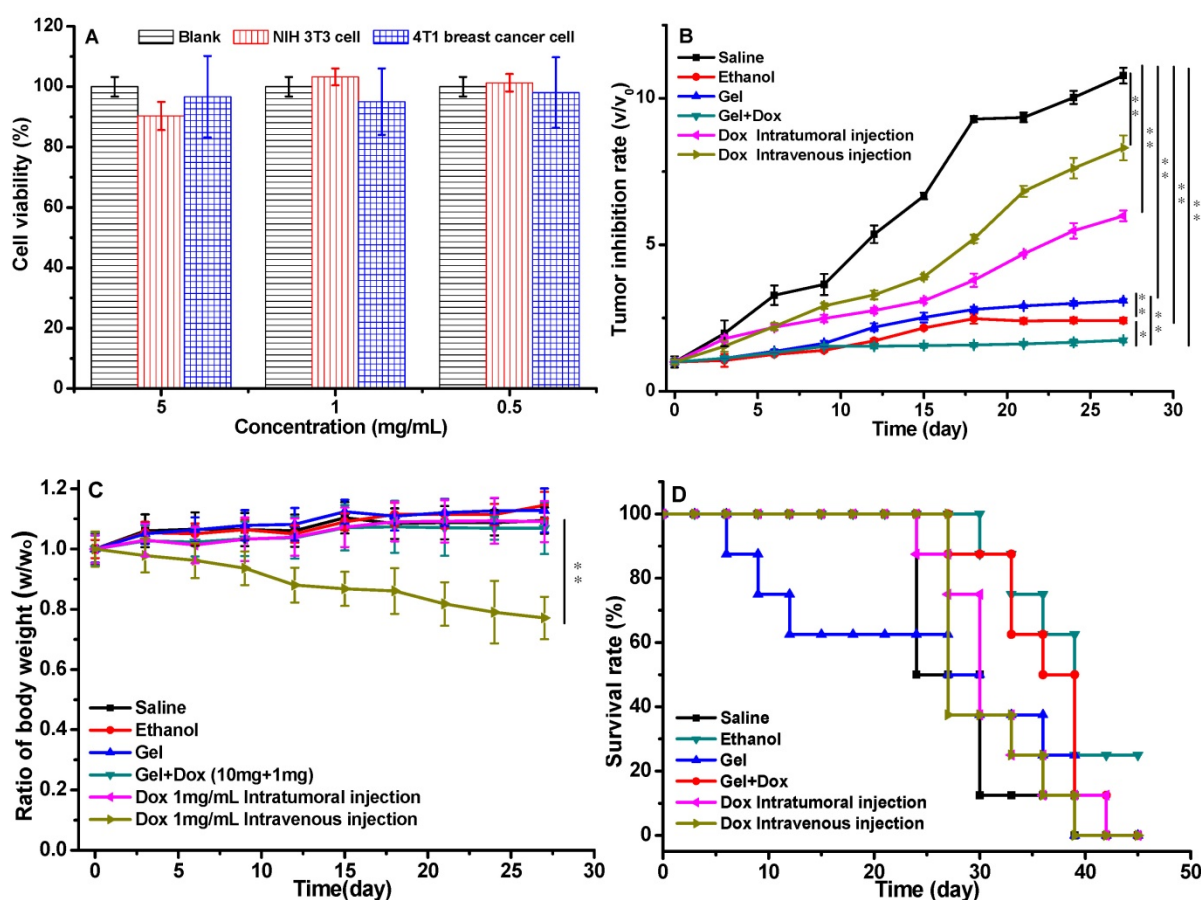 A
Blank
NIH 3T3 cell
4T1 breast cancer cell
Cell viability (%)
120
100
80
60
40
20
0
5
1
0.5
Concentration (mg/mL)
B
Saline
Ethanol
Gel
Gel+Dox
Dox Intratumoral injection
Dox Intravenous injection
Tumor inhibition rate (v/v0)
10
5
0
**
**
**
**
**
**
**
**
*
0
5
10
15
20
25
30
Time (day)
C
Ratio of body weight (w/w0)
1.2
1.0
0.8
0.6
0.4
0.2
0.0
**
Saline
Ethanol
Gel
Gel+Dox (10mg+1mg)
Dox 1mg/mL Intratumoral injection
Dox 1mg/mL Intravenous injection
0
5
10
15
20
25
30
Time(day)
D
Survival rate (%)
100
80
60
40
20
0
Saline
Ethanol
Gel
Gel+Dox
Dox Intratumoral injection
Dox Intravenous injection
0
10
20
30
40
50
Time (day)